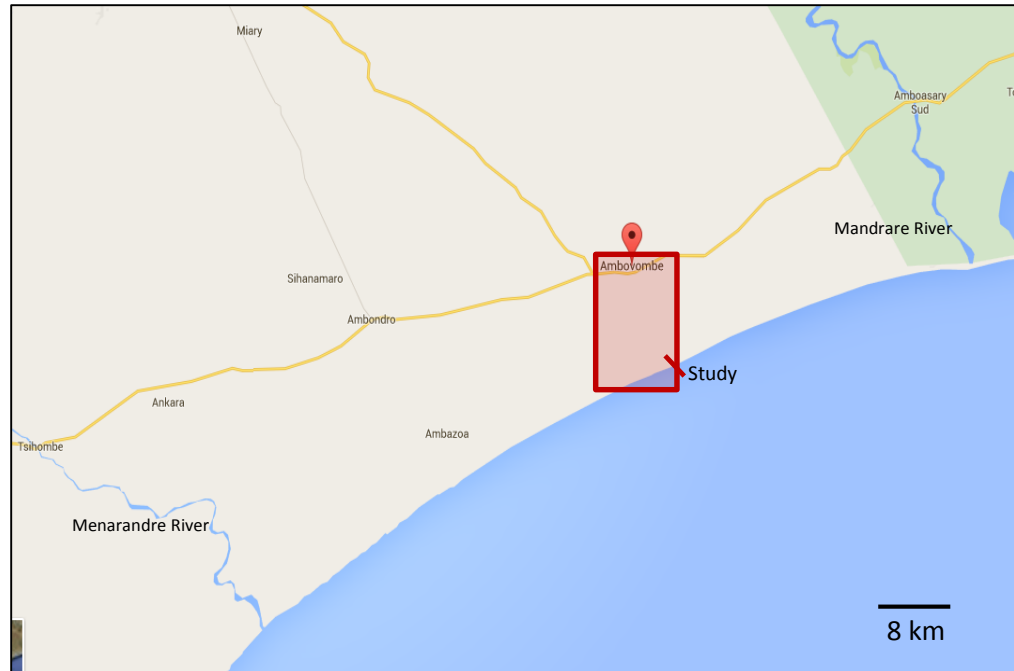 Miary
Amboasary
Sud
Mandrare River
Ambovombe
Sihanamaro
Ambondro
Study
Ankara
Ambazoa
Tsihombe
Menarandre River
8 km